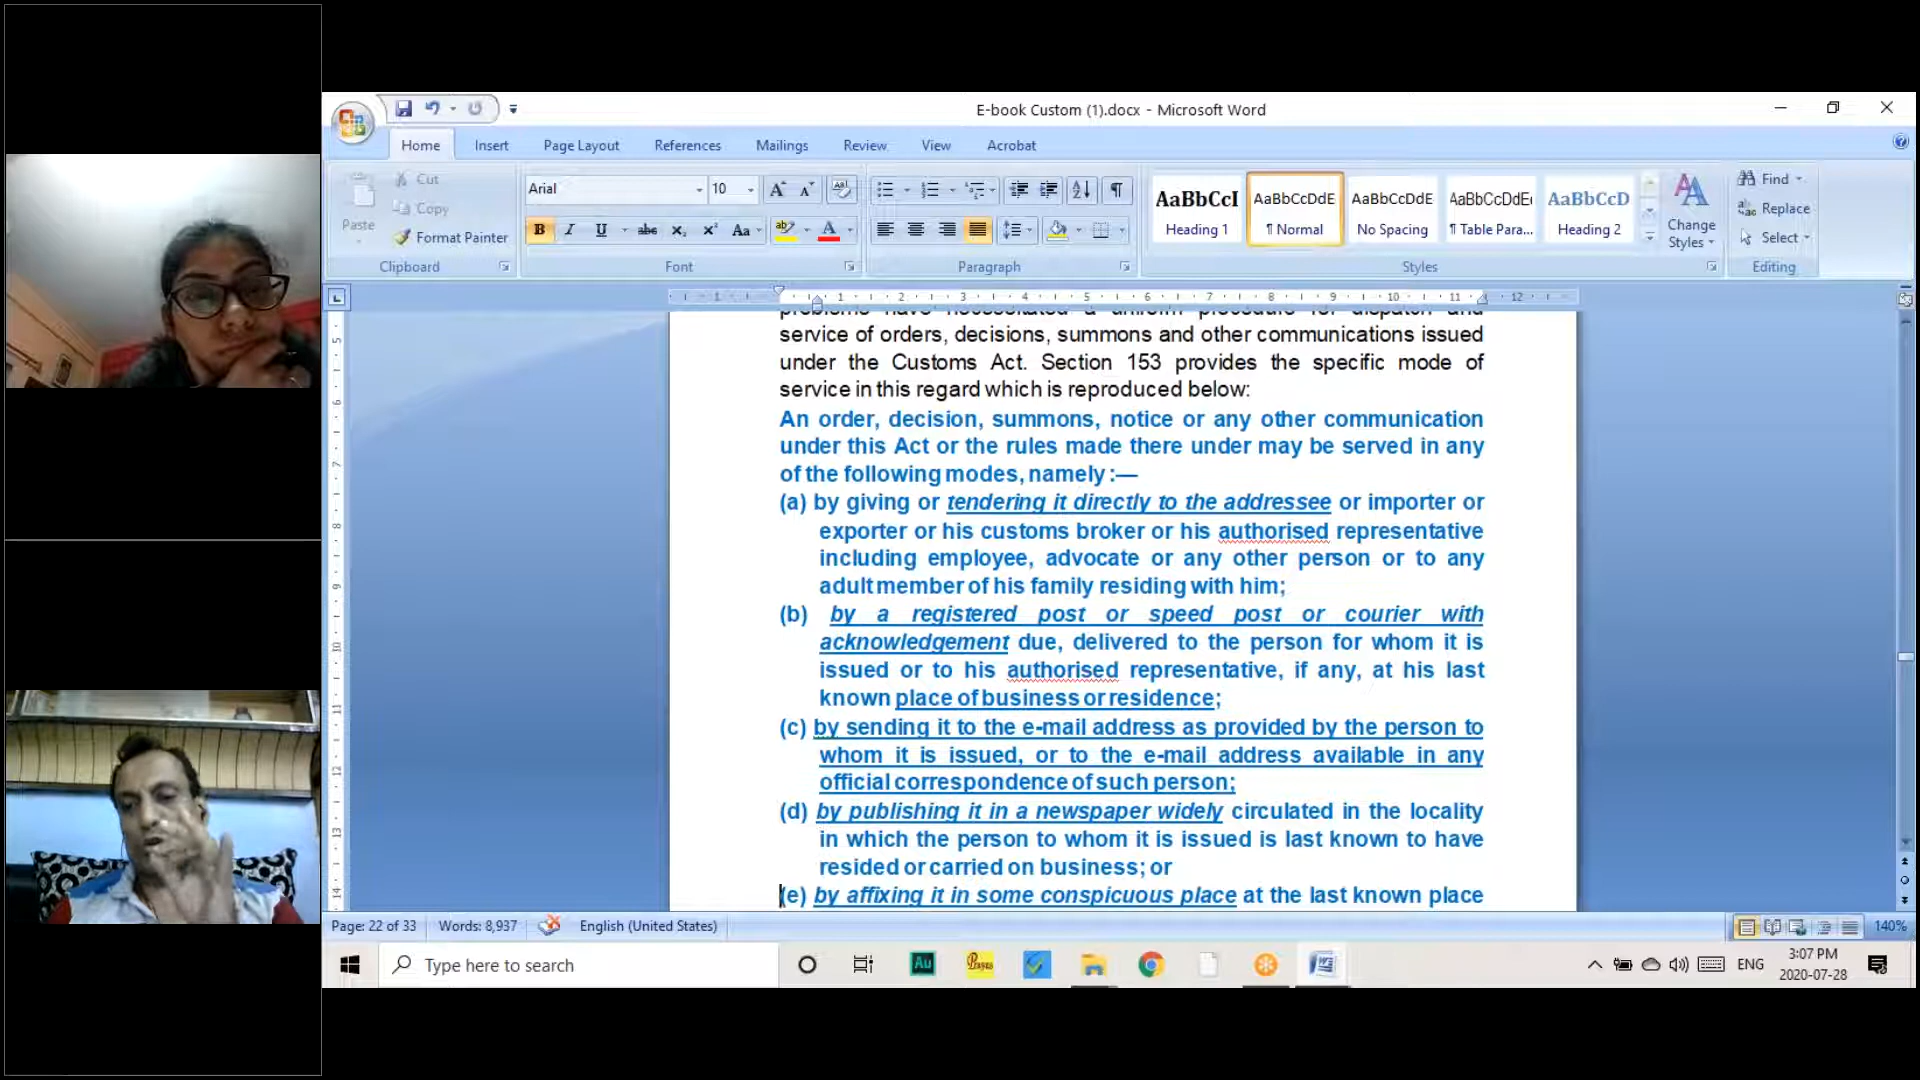 E-book Custom (1).docx - Microsoft Word
Home Insert Page Layout References Mailings Review View Acrobat
Paste
Cut
Copy
Format Painter
Clipboard
Arial 10
B I U abc x₂ x² Aa
Font
Paragraph
AaBbCcI AaBbCcDdE AaBbCcDdE AaBbCcDdEe AaBbCcD
Heading 1 ¶ Normal No Spacing ¶ Table Para... Heading 2
Change Styles
Styles
Find
Replace
Select
Editing
problems have necessitated a uniform procedure for dispatch and
service of orders, decisions, summons and other communications issued
under the Customs Act. Section 153 provides the specific mode of
service in this regard which is reproduced below:
An order, decision, summons, notice or any other communication
under this Act or the rules made there under may be served in any
of the following modes, namely :—
(a) by giving or tendering it directly to the addressee or importer or
exporter or his customs broker or his authorised representative
including employee, advocate or any other person or to any
adult member of his family residing with him;
(b) by a registered post or speed post or courier with
acknowledgement due, delivered to the person for whom it is
issued or to his authorised representative, if any, at his last
known place of business or residence;
(c) by sending it to the e-mail address as provided by the person to
whom it is issued, or to the e-mail address available in any
official correspondence of such person;
(d) by publishing it in a newspaper widely circulated in the locality
in which the person to whom it is issued is last known to have
resided or carried on business; or
(e) by affixing it in some conspicuous place at the last known place
Page: 22 of 33 Words: 8,937 English (United States) 140%
Type here to search
Au
ENG
3:07 PM
2020-07-28